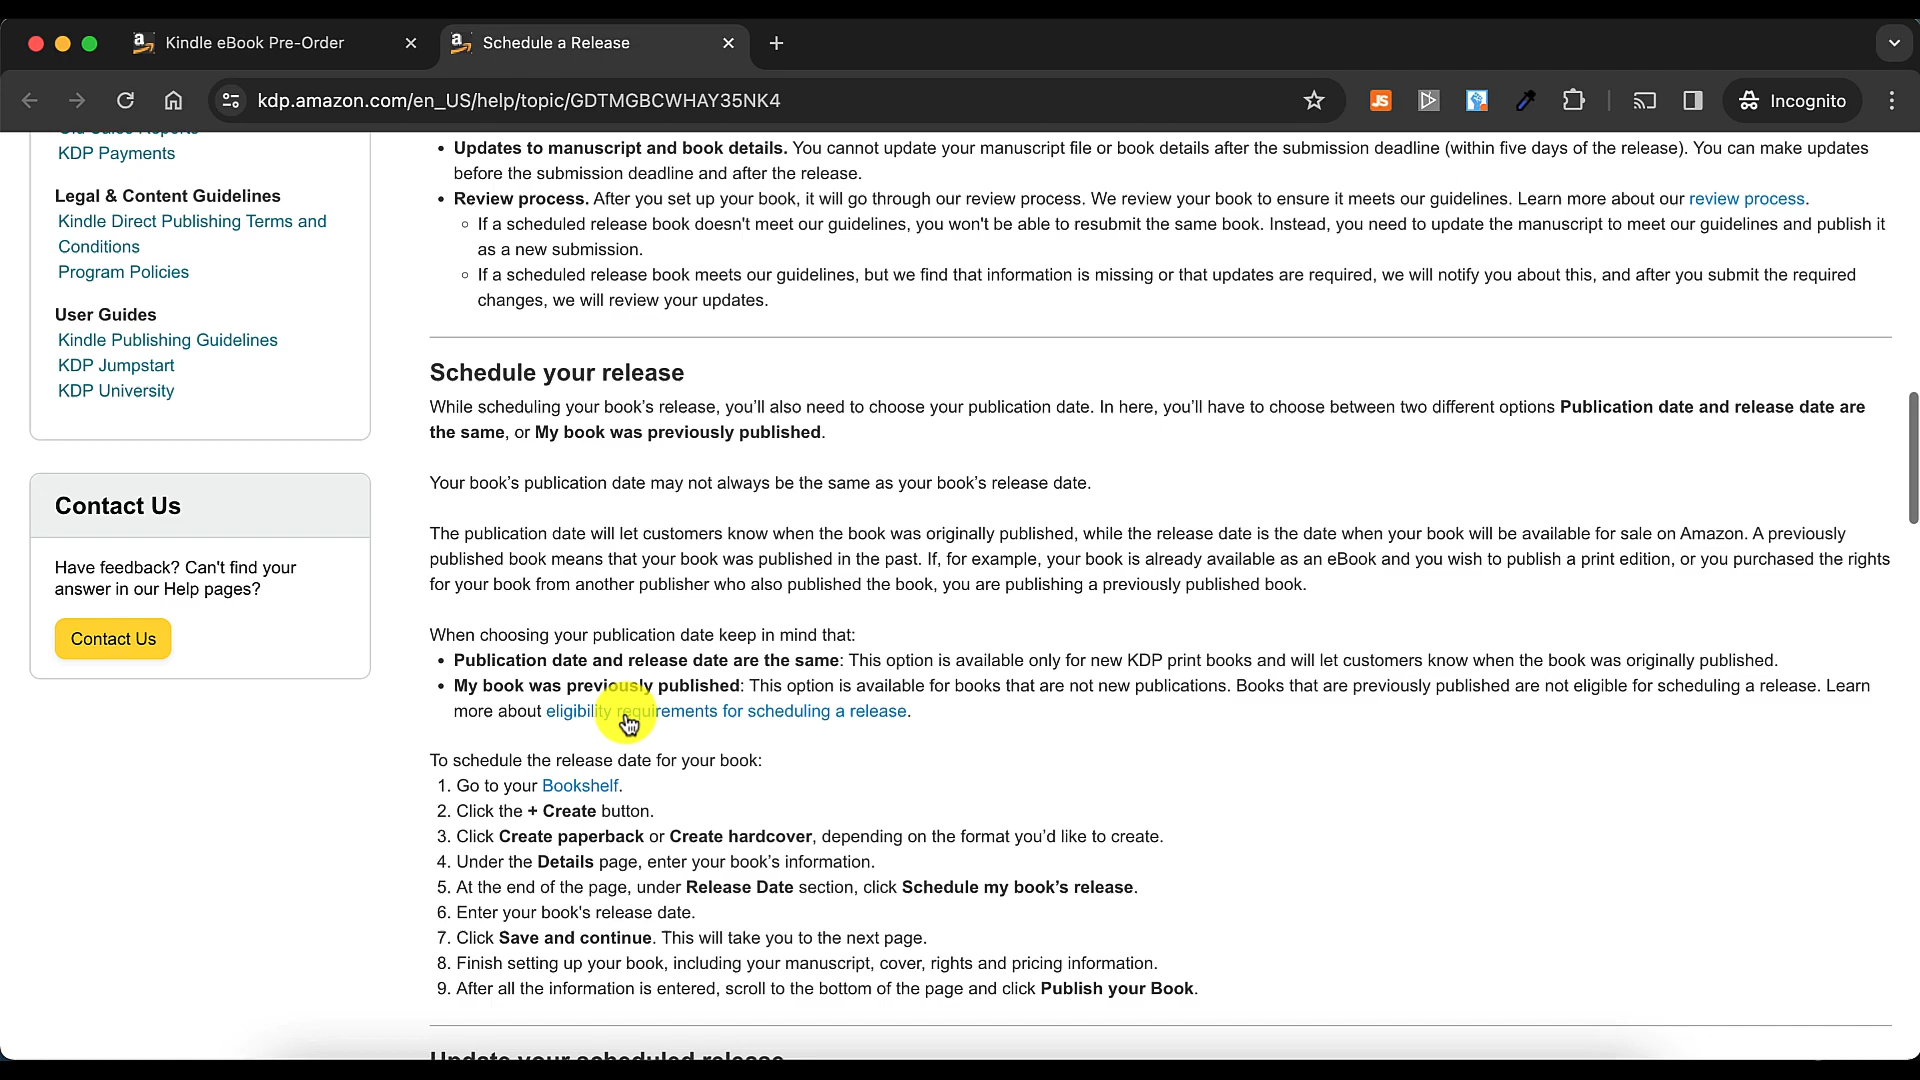 Kindle eBook Pre-Order
Schedule a Release
kdp.amazon.com/en_US/help/topic/GDTMGBCWHAY35NK4
JS
Incognito
Old Sales Reports
KDP Payments
Legal & Content Guidelines
Kindle Direct Publishing Terms and
Conditions
Program Policies
User Guides
Kindle Publishing Guidelines
KDP Jumpstart
KDP University
Contact Us
Have feedback? Can't find your
answer in our Help pages?
Contact Us
• Updates to manuscript and book details. You cannot update your manuscript file or book details after the submission deadline (within five days of the release). You can make updates
before the submission deadline and after the release.
• Review process. After you set up your book, it will go through our review process. We review your book to ensure it meets our guidelines. Learn more about our review process.
◦ If a scheduled release book doesn't meet our guidelines, you won't be able to resubmit the same book. Instead, you need to update the manuscript to meet our guidelines and publish it
as a new submission.
◦ If a scheduled release book meets our guidelines, but we find that information is missing or that updates are required, we will notify you about this, and after you submit the required
changes, we will review your updates.
Schedule your release
While scheduling your book’s release, you’ll also need to choose your publication date. In here, you’ll have to choose between two different options Publication date and release date are
the same, or My book was previously published.
Your book’s publication date may not always be the same as your book’s release date.
The publication date will let customers know when the book was originally published, while the release date is the date when your book will be available for sale on Amazon. A previously
published book means that your book was published in the past. If, for example, your book is already available as an eBook and you wish to publish a print edition, or you purchased the rights
for your book from another publisher who also published the book, you are publishing a previously published book.
When choosing your publication date keep in mind that:
• Publication date and release date are the same: This option is available only for new KDP print books and will let customers know when the book was originally published.
• My book was previously published: This option is available for books that are not new publications. Books that are previously published are not eligible for scheduling a release. Learn
more about eligibility requirements for scheduling a release.
To schedule the release date for your book:
1. Go to your Bookshelf.
2. Click the + Create button.
3. Click Create paperback or Create hardcover, depending on the format you’d like to create.
4. Under the Details page, enter your book’s information.
5. At the end of the page, under Release Date section, click Schedule my book’s release.
6. Enter your book's release date.
7. Click Save and continue. This will take you to the next page.
8. Finish setting up your book, including your manuscript, cover, rights and pricing information.
9. After all the information is entered, scroll to the bottom of the page and click Publish your Book.
Update your scheduled release